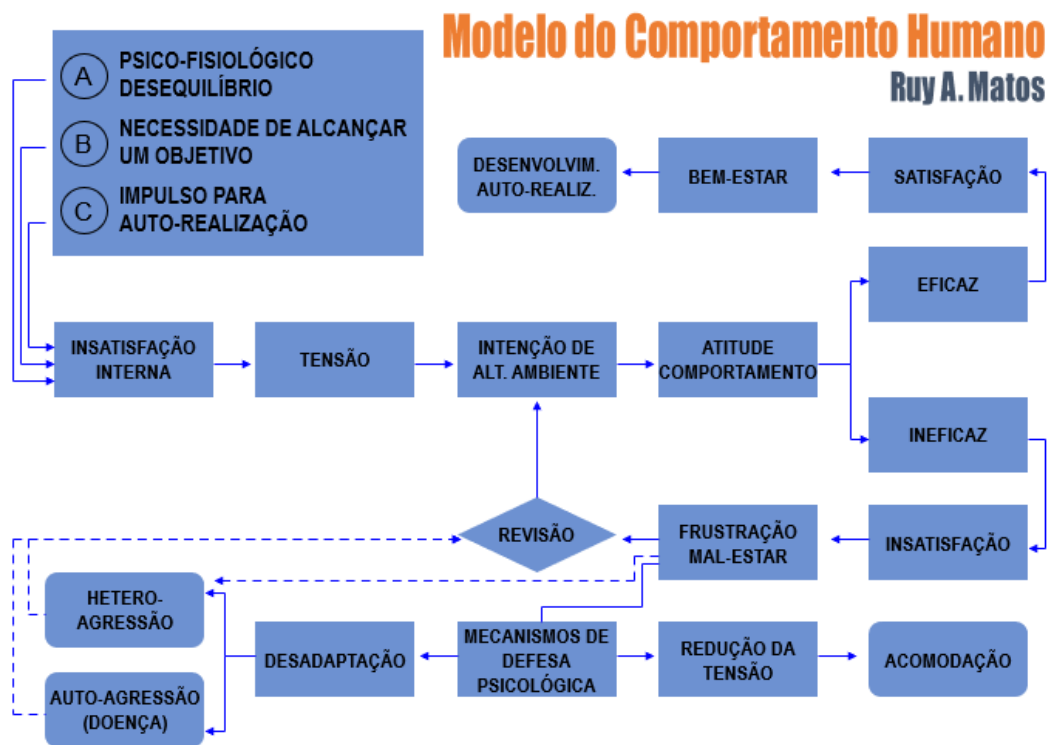 Modelo do Comportamento Humano
Ruy A. Matos
A
PSICO-FISIOLÓGICO
DESEQUILÍBRIO
B
NECESSIDADE DE ALCANÇAR
UM OBJETIVO
C
IMPULSO PARA
AUTO-REALIZAÇÃO
DESENVOLVIM.
AUTO-REALIZ.
BEM-ESTAR
SATISFAÇÃO
EFICAZ
INSATISFAÇÃO
INTERNA
TENSÃO
INTENÇÃO DE
ALT. AMBIENTE
ATITUDE
COMPORTAMENTO
INEFICAZ
REVISÃO
FRUSTRAÇÃO
MAL-ESTAR
INSATISFAÇÃO
HETERO-
AGRESSÃO
DESADAPTAÇÃO
MECANISMOS DE
DEFESA
PSICOLÓGICA
REDUÇÃO DA
TENSÃO
ACOMODAÇÃO
AUTO-AGRESSÃO
(DOENÇA)